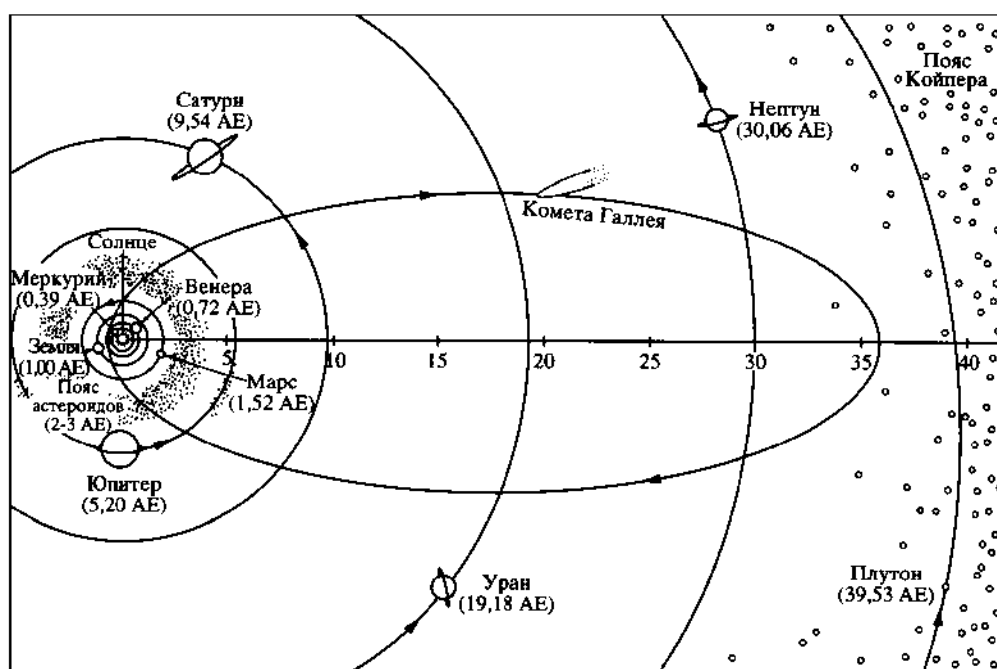 Сатурн
(9,54 АЕ)
Пояс
Койпера
Нептун
(30,06 АЕ)
Комета Галлея
Солнце
Меркурий
(0,39 АЕ)
Венера
(0,72 АЕ)
Земля
(1,00 АЕ)
5 10 15 20 25 30 35 40
Пояс
астероидов
(2-3 АЕ)
Марс
(1,52 АЕ)
Юпитер
(5,20 АЕ)
Уран
(19,18 АЕ)
Плутон
(39,53 АЕ)